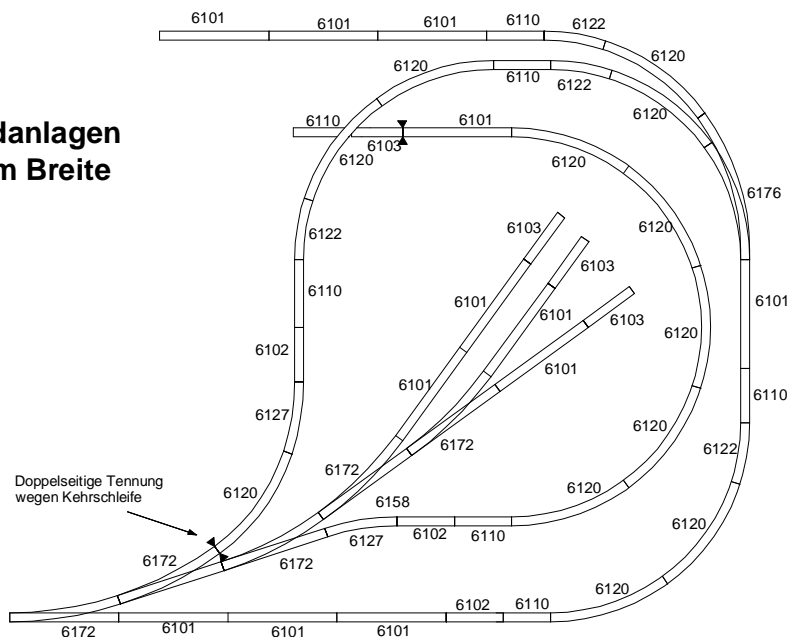 6101 6101 6101 6110 6122
6120
6120 6110 6122
6120
danlagen
m Breite
6110 6101
6103
6120 6120
6176
6122 6103 6120
6103
6110 6101 6101 6103 6101
6102 6101 6101 6120
6110
6127 6172 6120 6122
Doppelseitige Tennung
wegen Kehrschleife
6120 6172 6158 6120
6127 6102 6110 6120
6172 6172
6102 6110 6120
6172 6101 6101 6101